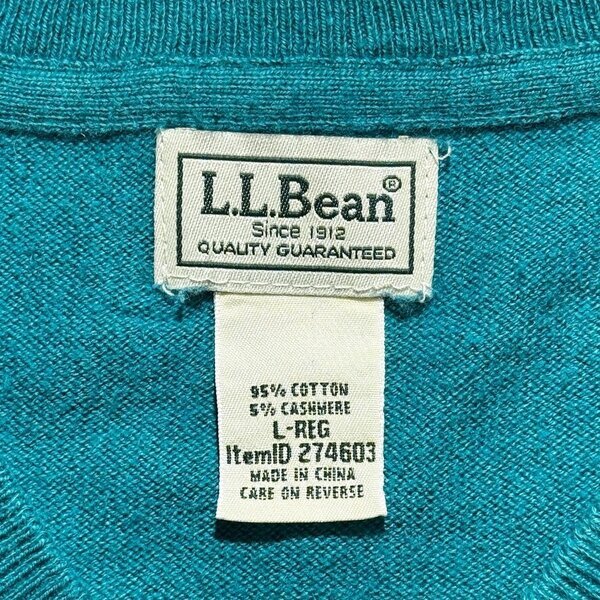 L.L.Bean®
Since 1912
QUALITY GUARANTEED
95% COTTON
5% CASHMERE
L-REG
ItemID 274603
MADE IN CHINA
CARE ON REVERSE